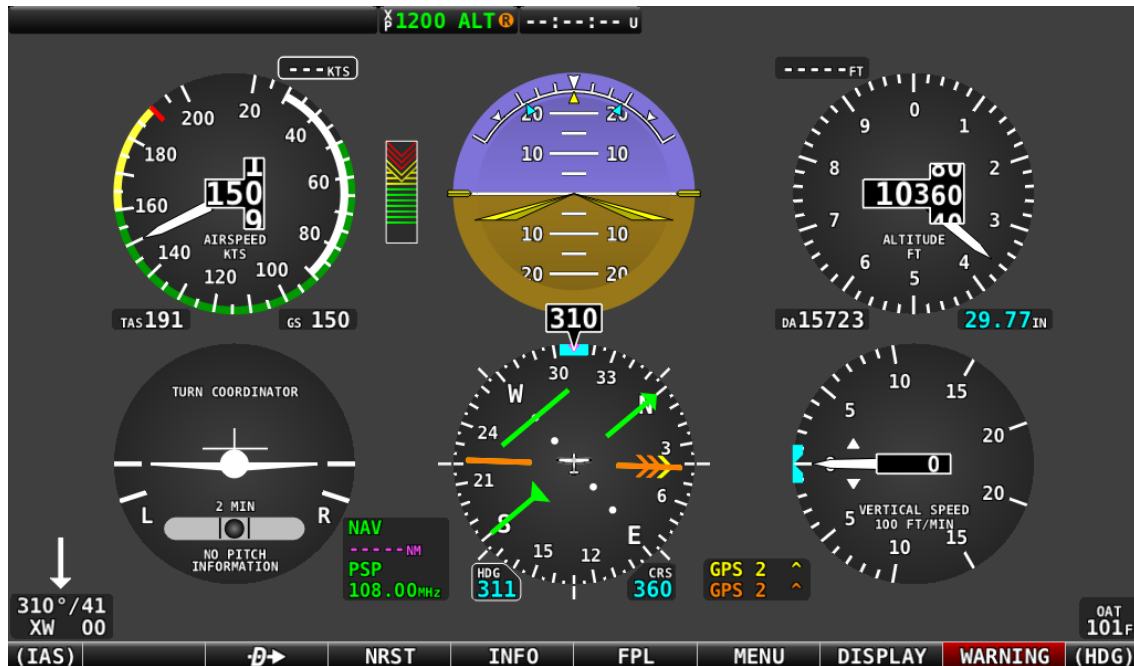 XP 1200 ALT R --:--:-- U
---KTS
-----FT
200 20 40 60 80 100 120 140 160 180
150
1
9
AIRSPEED
KTS
TAS 191
GS 150
20 20
10 10
10 10
20 20
0 1 2 3 4 5 6 7 8 9
10360
80
40
ALTITUDE
FT
DA 15723
29.77 IN
TURN COORDINATOR
2 MIN
L R
NO PITCH
INFORMATION
310
30 33 N 3 6 E 12 15 S 21 24 W
HDG
311
CRS
360
NAV
-----NM
PSP
108.00MHz
GPS 2 ^
GPS 2 ^
5 10 15 20
0
20 15 10 5
VERTICAL SPEED
100 FT/MIN
310°/41
XW 00
OAT
101F
(IAS) D NRST INFO FPL MENU DISPLAY WARNING (HDG)